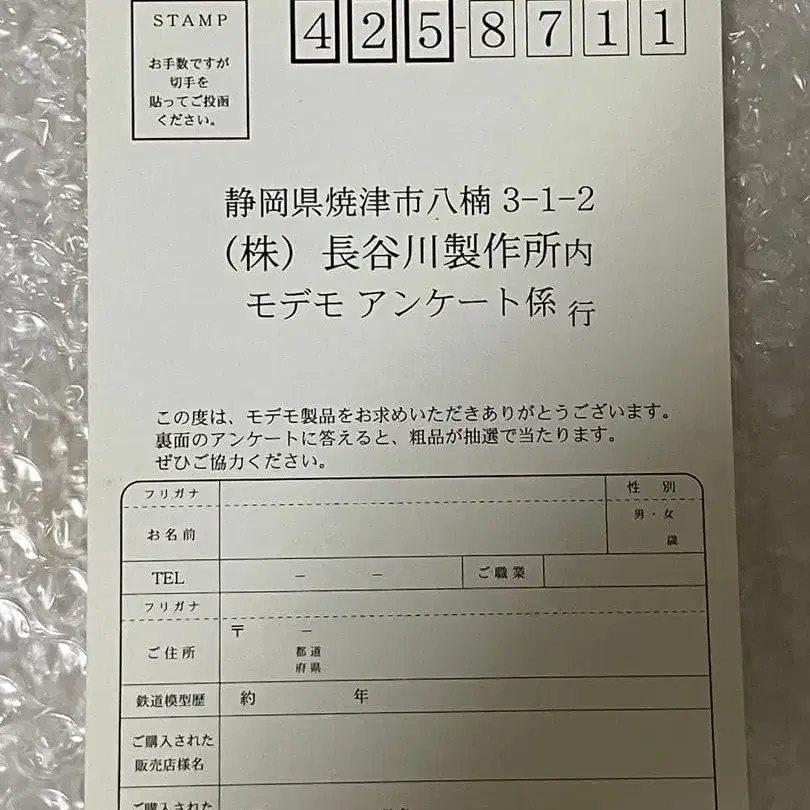 STAMP
お手数ですが
切手を
貼ってご投函
ください。
425-8711
静岡県焼津市八楠 3-1-2
(株) 長谷川製作所内
モデモ アンケート係 行
この度は、モデモ製品をお求めいただきありがとうございます。
裏面のアンケートに答えると、粗品が抽選で当たります。
ぜひご協力ください。
フリガナ
性 別
お名前
男・女
歳
TEL
― ―
ご職業
フリガナ
ご住所
〒 ―
都道
府県
鉄道模型歴
約 年
ご購入された
販売店様名
ご購入された